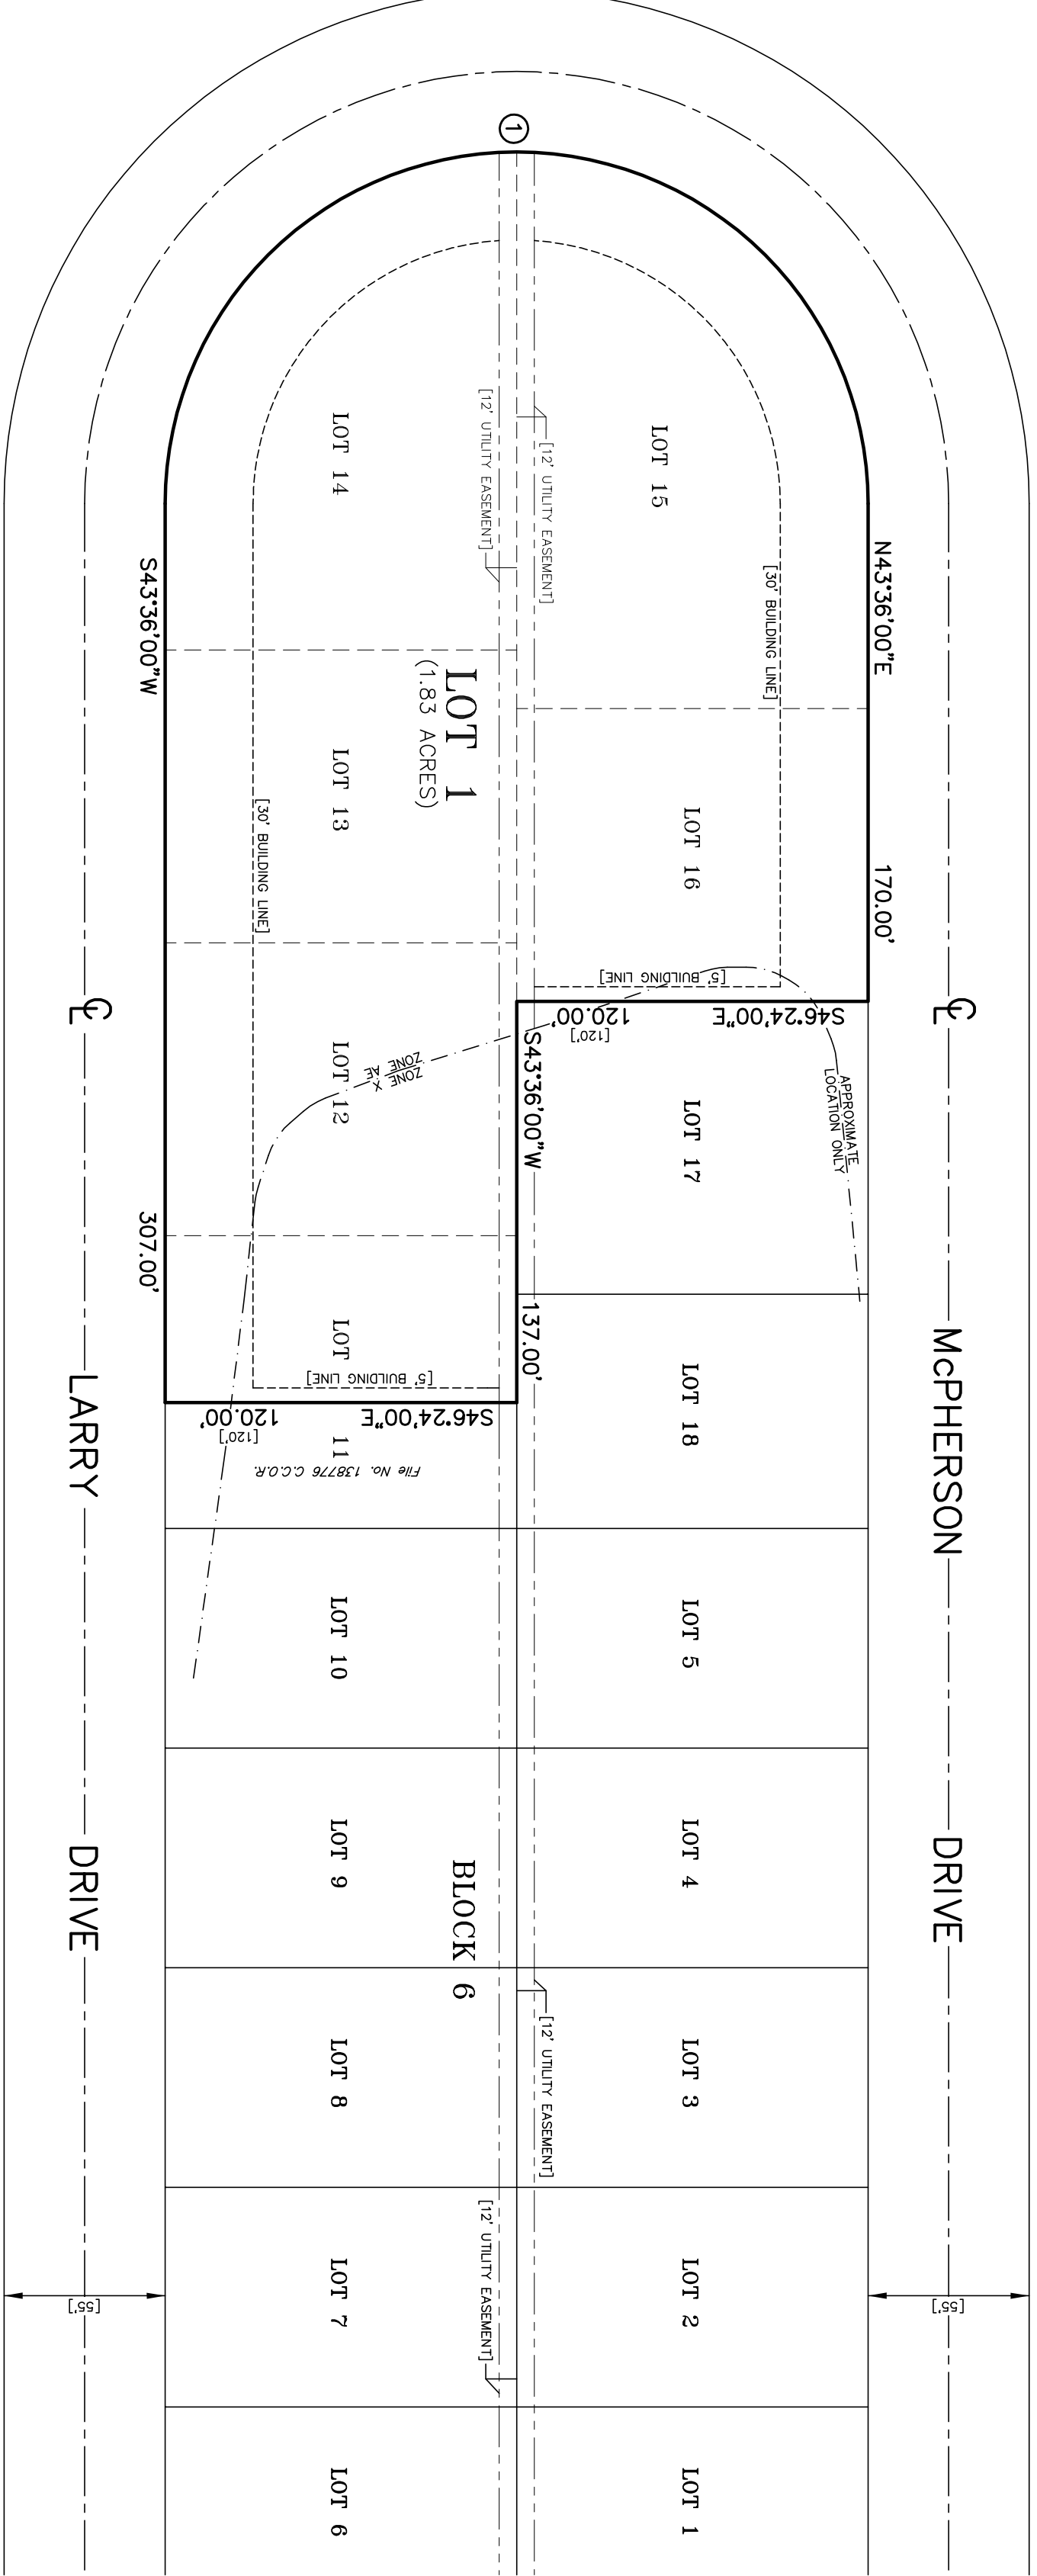 1
LOT 14
LOT 15
[12' UTILITY EASEMENT]
[12' UTILITY EASEMENT]
[30' BUILDING LINE]
N43°36'00"E
170.00'
S43°36'00"W
307.00'
LOT 1
(1.83 ACRES)
LOT 13
LOT 16
[30' BUILDING LINE]
[5' BUILDING LINE]
S46°24'00"E
120.00'
[120']
S43°36'00"W
137.00'
LOT 12
ZONE X
ZONE AE
LOT 17
APPROXIMATE
LOCATION ONLY
LOT
11
[5' BUILDING LINE]
S46°24'00"E
120.00'
[120']
File No. 138776 C.C.O.R.
LOT 18
LOT 10
LOT 5
LOT 9
LOT 4
BLOCK 6
LOT 8
LOT 3
[12' UTILITY EASEMENT]
[12' UTILITY EASEMENT]
LOT 7
LOT 2
LOT 6
LOT 1
℄
LARRY DRIVE
[55']
℄
McPHERSON DRIVE
[55']